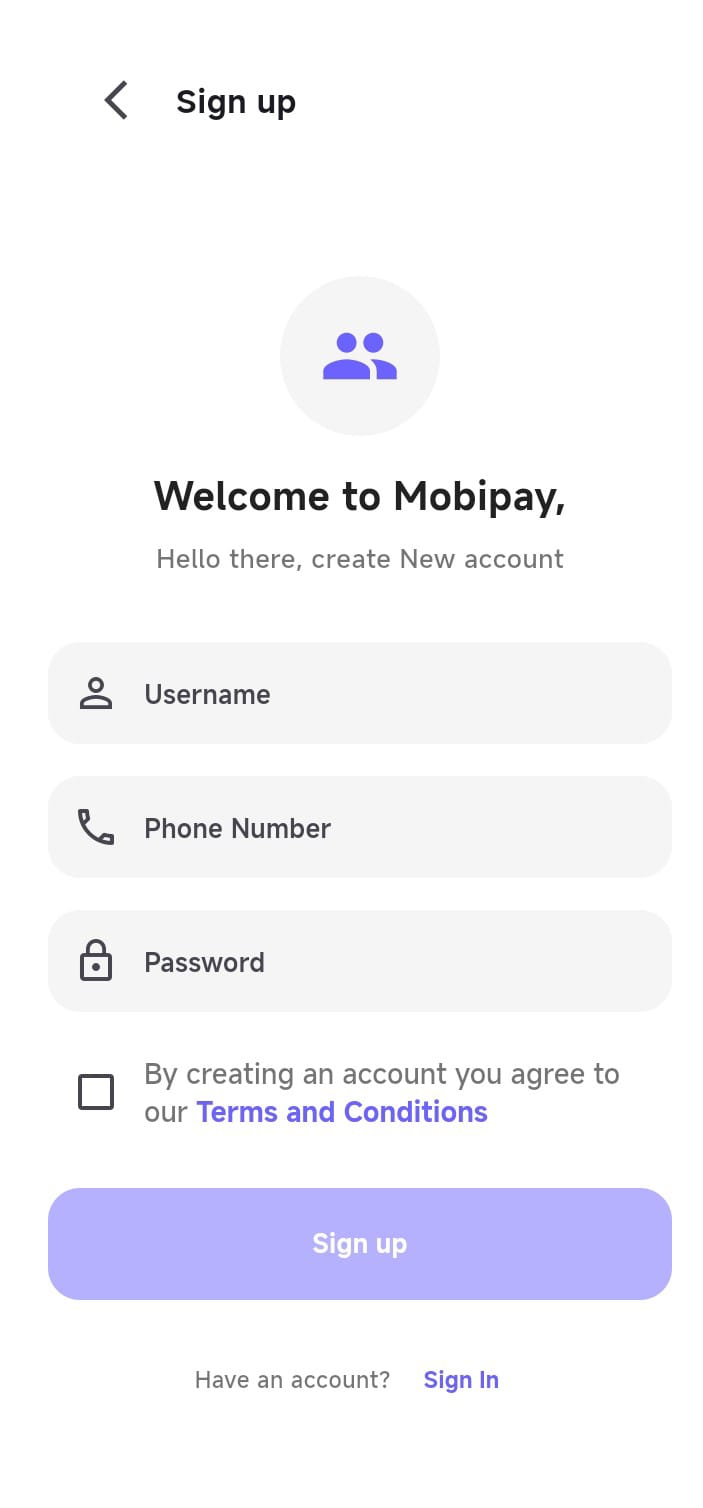 Sign up
Welcome to Mobipay,
Hello there, create New account
Username
Phone Number
Password
By creating an account you agree to
our Terms and Conditions
Sign up
Have an account? Sign In